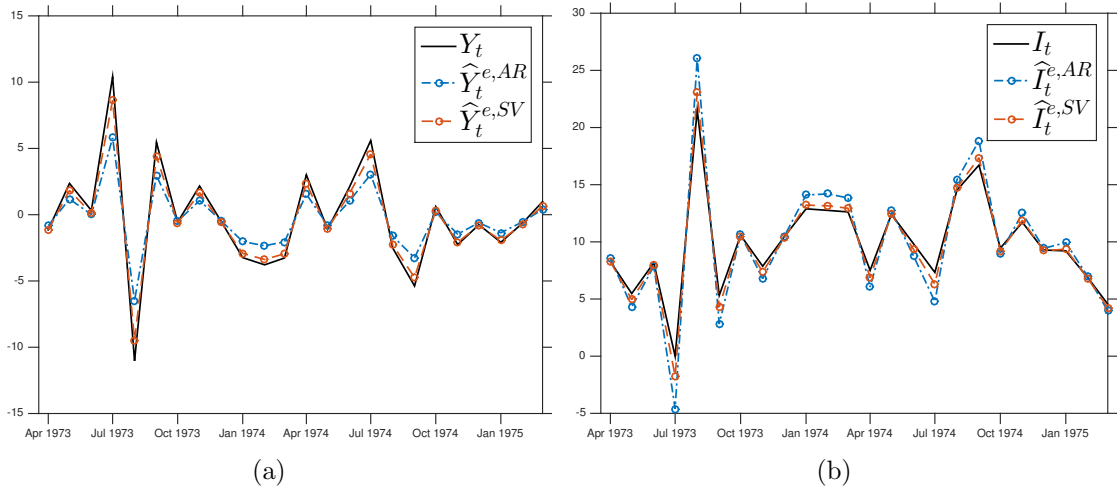 15
10
5
0
-5
-10
-15
Apr 1973 Jul 1973 Oct 1973 Jan 1974 Apr 1974 Jul 1974 Oct 1974 Jan 1975
Y_t
\widehat{Y}_t^{e,AR}
\widehat{Y}_t^{e,SV}
(a)
30
25
20
15
10
5
0
-5
Apr 1973 Jul 1973 Oct 1973 Jan 1974 Apr 1974 Jul 1974 Oct 1974 Jan 1975
I_t
\widehat{I}_t^{e,AR}
\widehat{I}_t^{e,SV}
(b)